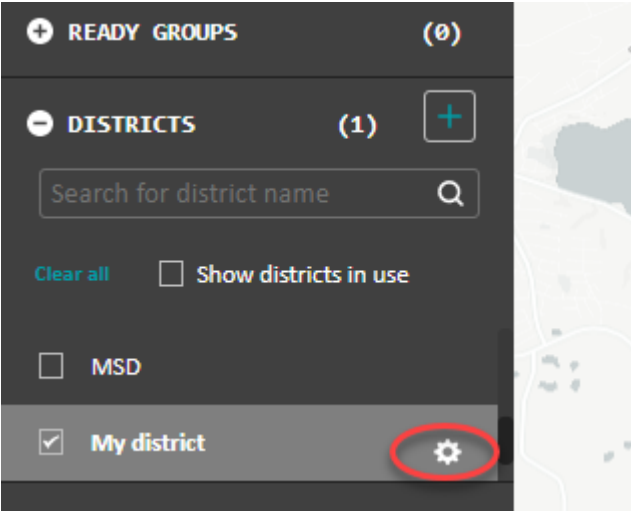 READY GROUPS (0)
DISTRICTS (1)
Search for district name
Clear all Show districts in use
MSD
My district